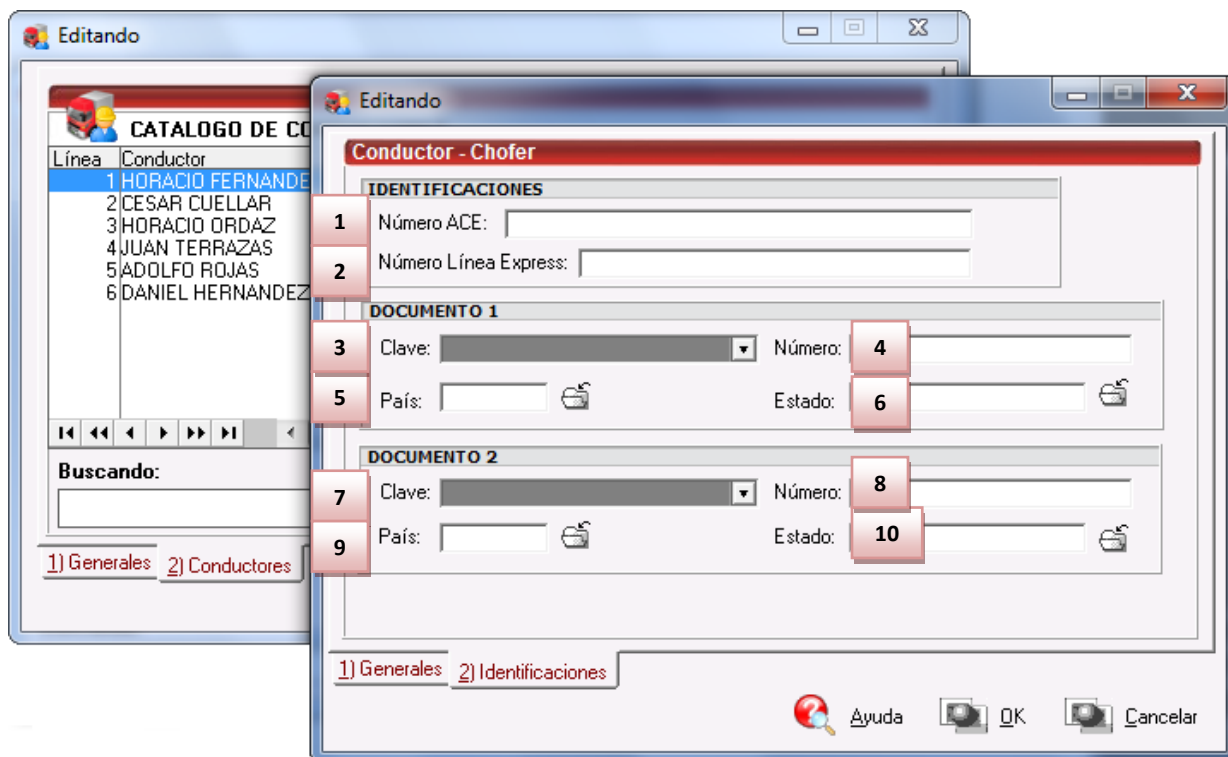 Editando
CATALOGO DE CO
Línea Conductor
1 HORACIO FERNANDE
2 CESAR CUELLAR
3 HORACIO ORDAZ
4 JUAN TERRAZAS
5 ADOLFO ROJAS
6 DANIEL HERNANDEZ
Buscando:
1) Generales 2) Conductores
Editando
Conductor - Chofer
IDENTIFICACIONES
1 Número ACE:
2 Número Línea Express:
DOCUMENTO 1
3 Clave: Número: 4
5 País: Estado: 6
DOCUMENTO 2
7 Clave: Número: 8
9 País: Estado: 10
1) Generales 2) Identificaciones
Ayuda OK Cancelar